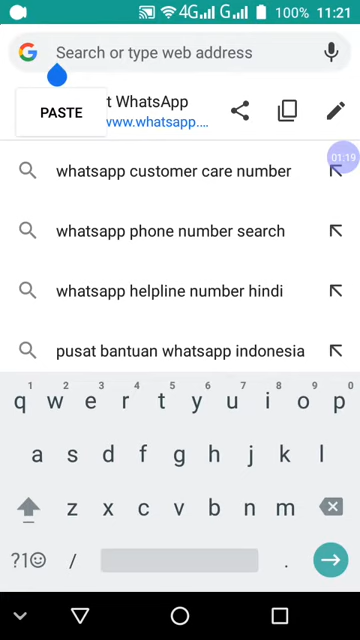 4G G 100% 11:21
Search or type web address
PASTE
t WhatsApp
www.whatsapp....
01:19
whatsapp customer care number
whatsapp phone number search
whatsapp helpline number hindi
pusat bantuan whatsapp indonesia
1 2 3 4 5 6 7 8 9 0
q w e r t y u i o p
a s d f g h j k l
z x c v b n m
?1 / .